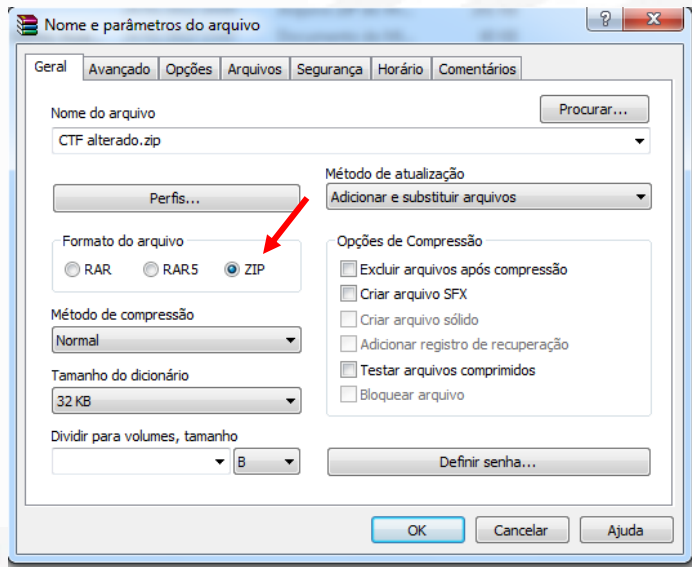 Nome e parâmetros do arquivo
Geral Avançado Opções Arquivos Segurança Horário Comentários
Nome do arquivo
Procurar...
CTF alterado.zip
Perfis...
Método de atualização
Adicionar e substituir arquivos
Formato do arquivo
RAR RAR5 ZIP
Método de compressão
Normal
Tamanho do dicionário
32 KB
Dividir para volumes, tamanho
B
Opções de Compressão
Excluir arquivos após compressão
Criar arquivo SFX
Criar arquivo sólido
Adicionar registro de recuperação
Testar arquivos comprimidos
Bloquear arquivo
Definir senha...
OK Cancelar Ajuda